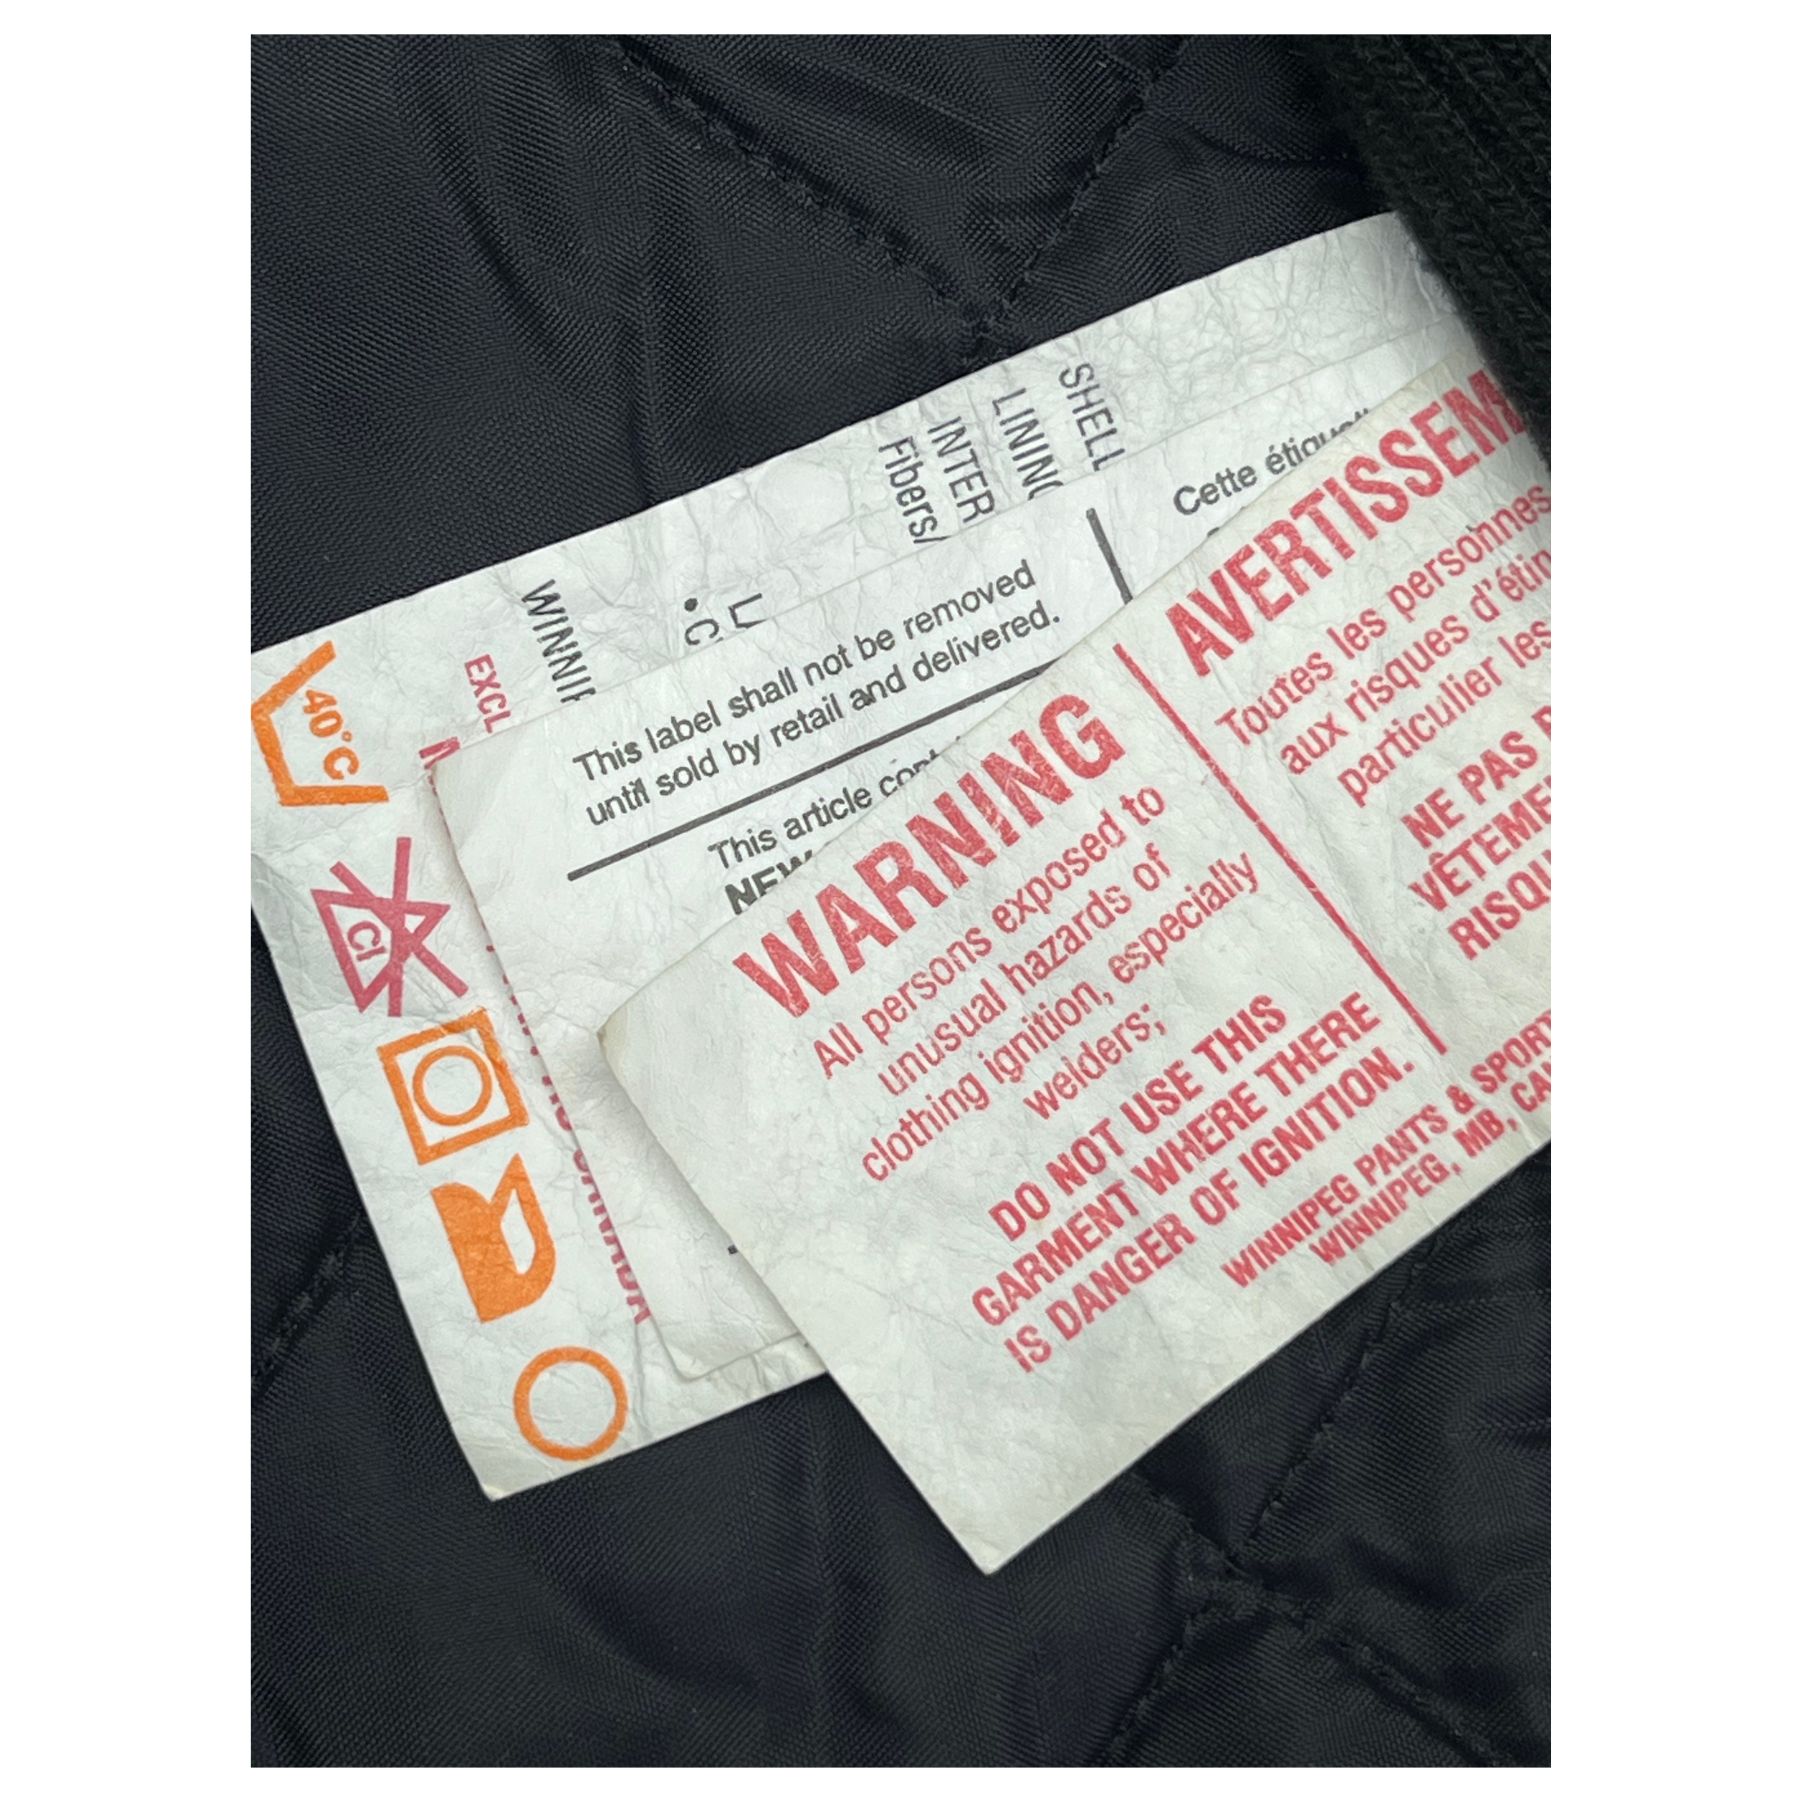 SHELL
LINING
INTER
Fibers/
WINNIP
EXCL
40°C
Cl
CANADA
This label shall not be removed
until sold by retail and delivered.
This article
NEW
Cette
WARNING
All persons exposed to
unusual hazards of
clothing ignition, especially
welders;
DO NOT USE THIS
GARMENT WHERE THERE
IS DANGER OF IGNITION.
AVERTISSEM
Toutes les personnes
aux risques d'étin
particulier les
NE PAS
VÊTEME
RISQU
WINNIPEG PANTS & SPORT
WINNIPEG, MB, CA